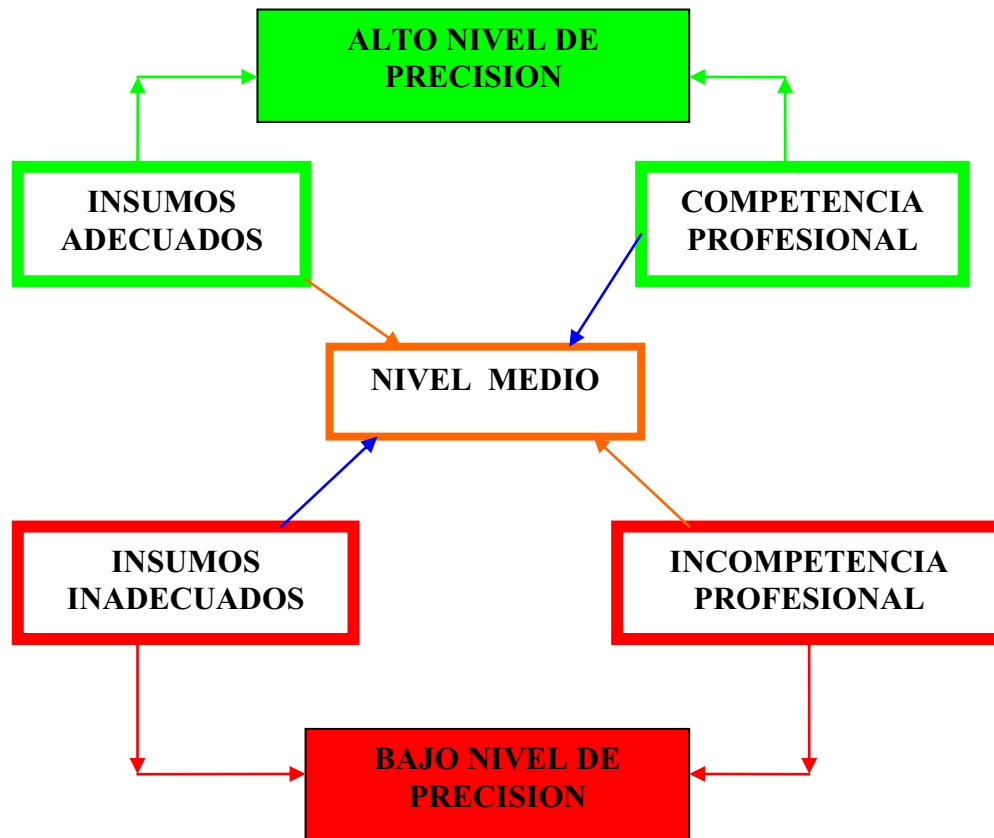 ALTO NIVEL DE
PRECISION
INSUMOS
ADECUADOS
COMPETENCIA
PROFESIONAL
NIVEL MEDIO
INSUMOS
INADECUADOS
INCOMPETENCIA
PROFESIONAL
BAJO NIVEL DE
PRECISION